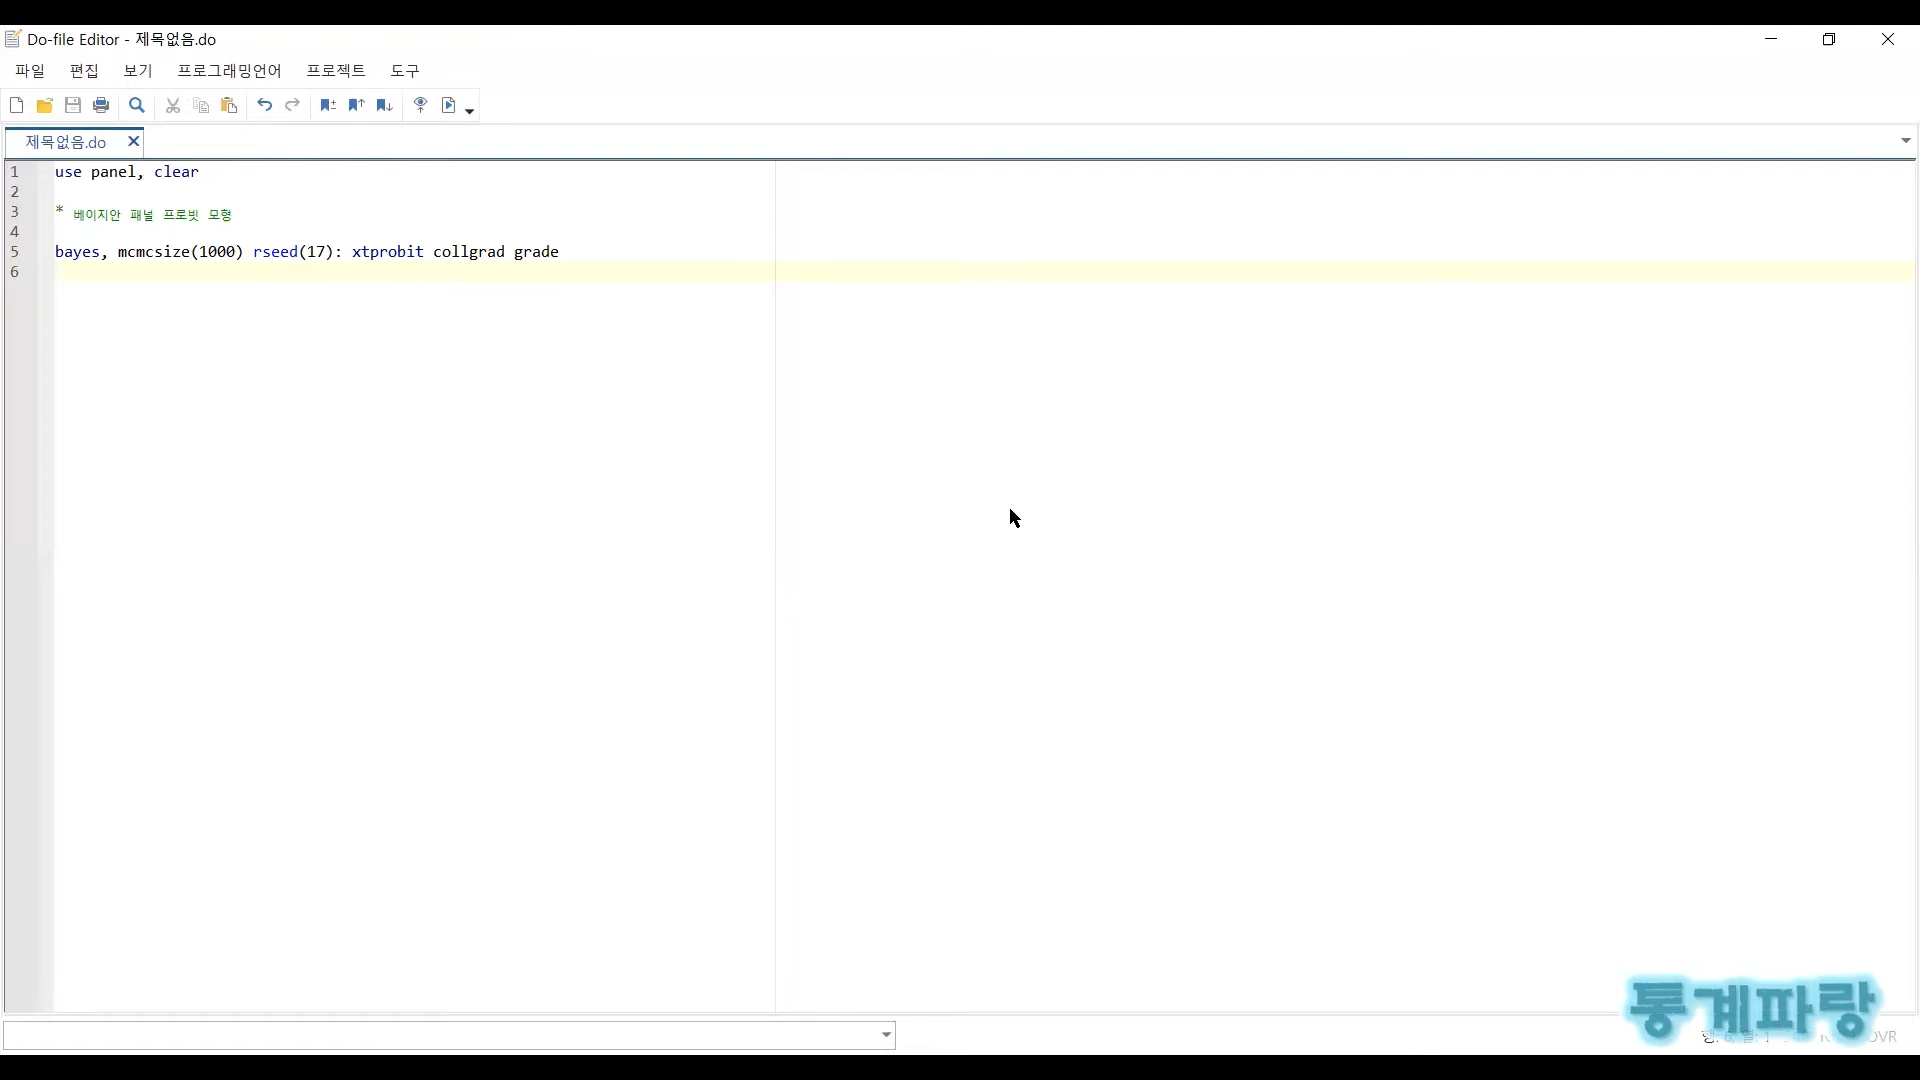 Do-file Editor - 제목없음.do
파일 편집 보기 프로그래밍언어 프로젝트 도구
제목없음.do
1 use panel, clear
2
3 * 베이지안 패널 프로빗 모형
4
5 bayes, mcmcsize(1000) rseed(17): xtprobit collgrad grade
6
통계파랑